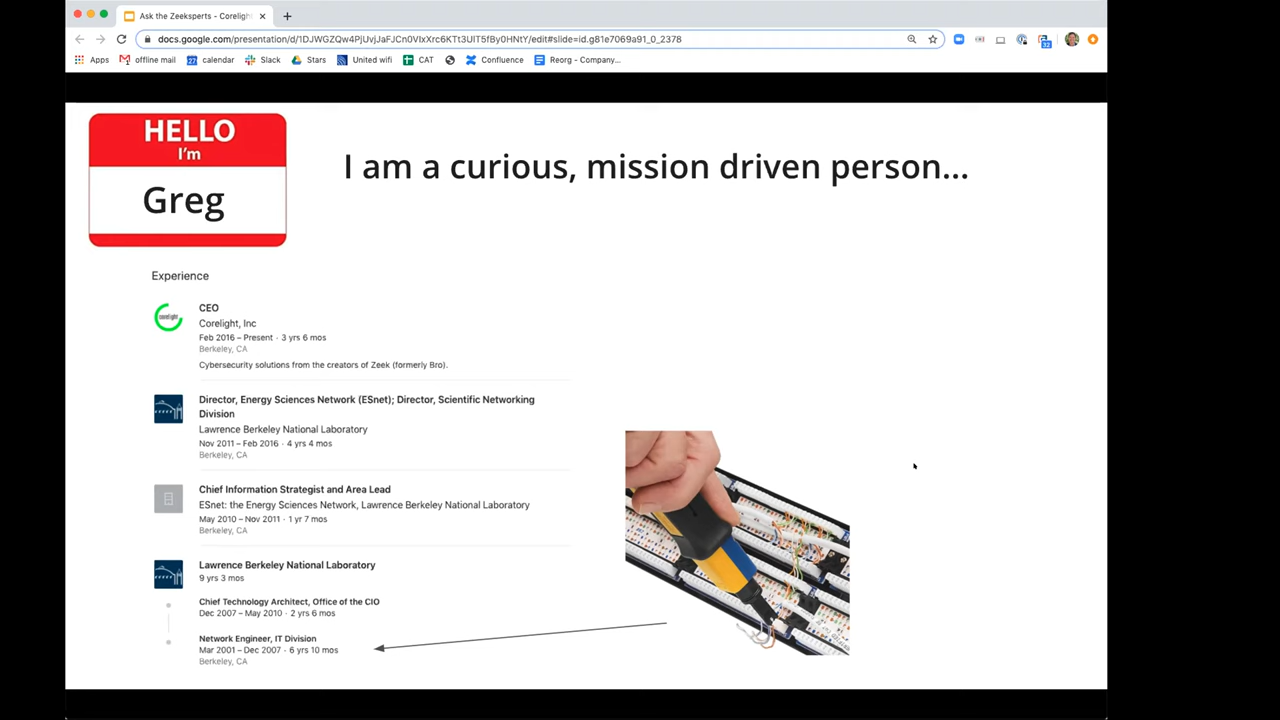 Ask the Zeeksperts - Corelight
docs.google.com/presentation/d/1DJWGZQw4PjUvjJaFJCn0VIxXrc6KTt3UIT5fBy0HNtY/edit#slide=id.g81e7069a91_0_2378
Apps offline mail calendar Slack Stars United wifi CAT Confluence Reorg - Company...
HELLO
I'm
Greg
I am a curious, mission driven person...
Experience
corelight
CEO
Corelight, Inc
Feb 2016 – Present · 3 yrs 6 mos
Berkeley, CA
Cybersecurity solutions from the creators of Zeek (formerly Bro).
Director, Energy Sciences Network (ESnet); Director, Scientific Networking
Division
Lawrence Berkeley National Laboratory
Nov 2011 – Feb 2016 · 4 yrs 4 mos
Berkeley, CA
Chief Information Strategist and Area Lead
ESnet: the Energy Sciences Network, Lawrence Berkeley National Laboratory
May 2010 – Nov 2011 · 1 yr 7 mos
Berkeley, CA
Lawrence Berkeley National Laboratory
9 yrs 3 mos
Chief Technology Architect, Office of the CIO
Dec 2007 – May 2010 · 2 yrs 6 mos
Network Engineer, IT Division
Mar 2001 – Dec 2007 · 6 yrs 10 mos
Berkeley, CA